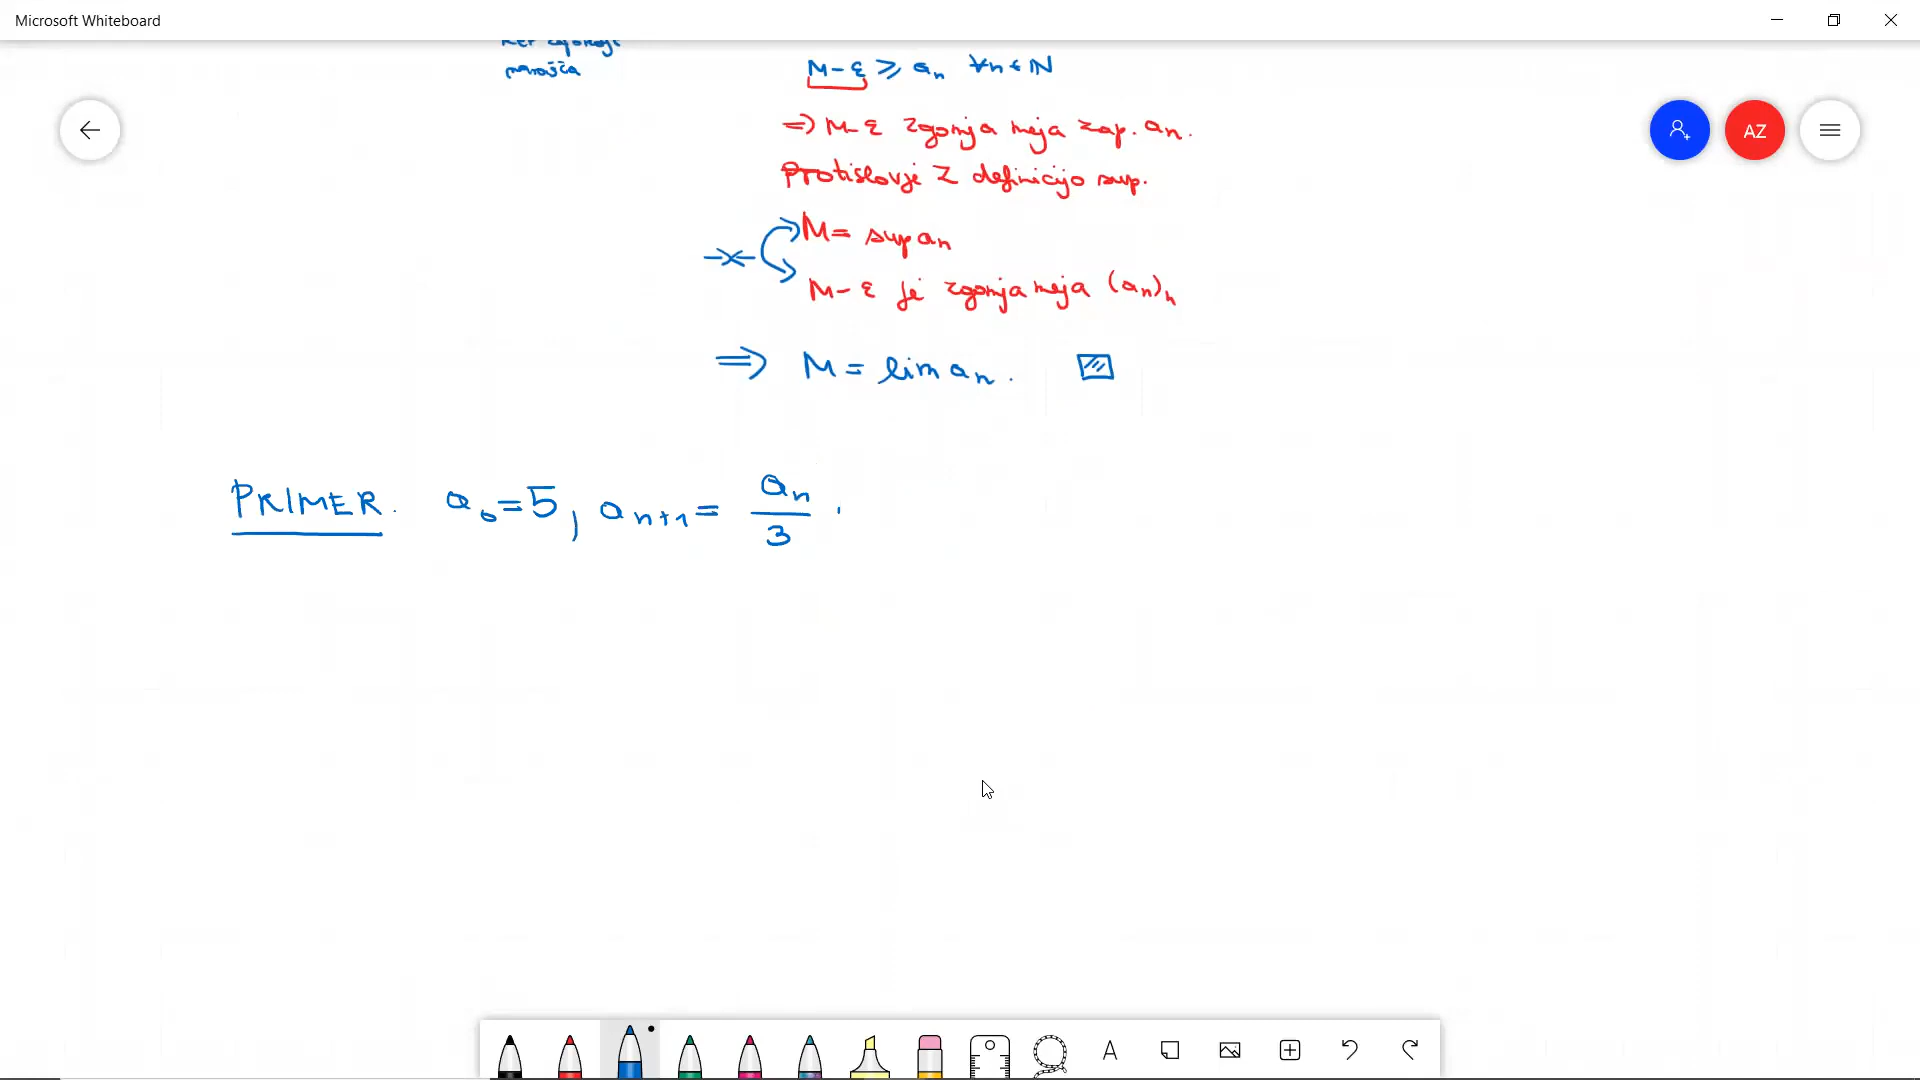 Microsoft Whiteboard
narašča
M-ε ≥ aₙ ∀n ∈ ℕ
⇒ M-ε zgornja meja zap. aₙ.
Protislovje z definicijo sup.
M = sup aₙ
M-ε je zgornja meja (aₙ)ₙ
⇒ M = lim aₙ.
AZ
PRIMER. a₀=5, aₙ₊₁ = aₙ/3.
A